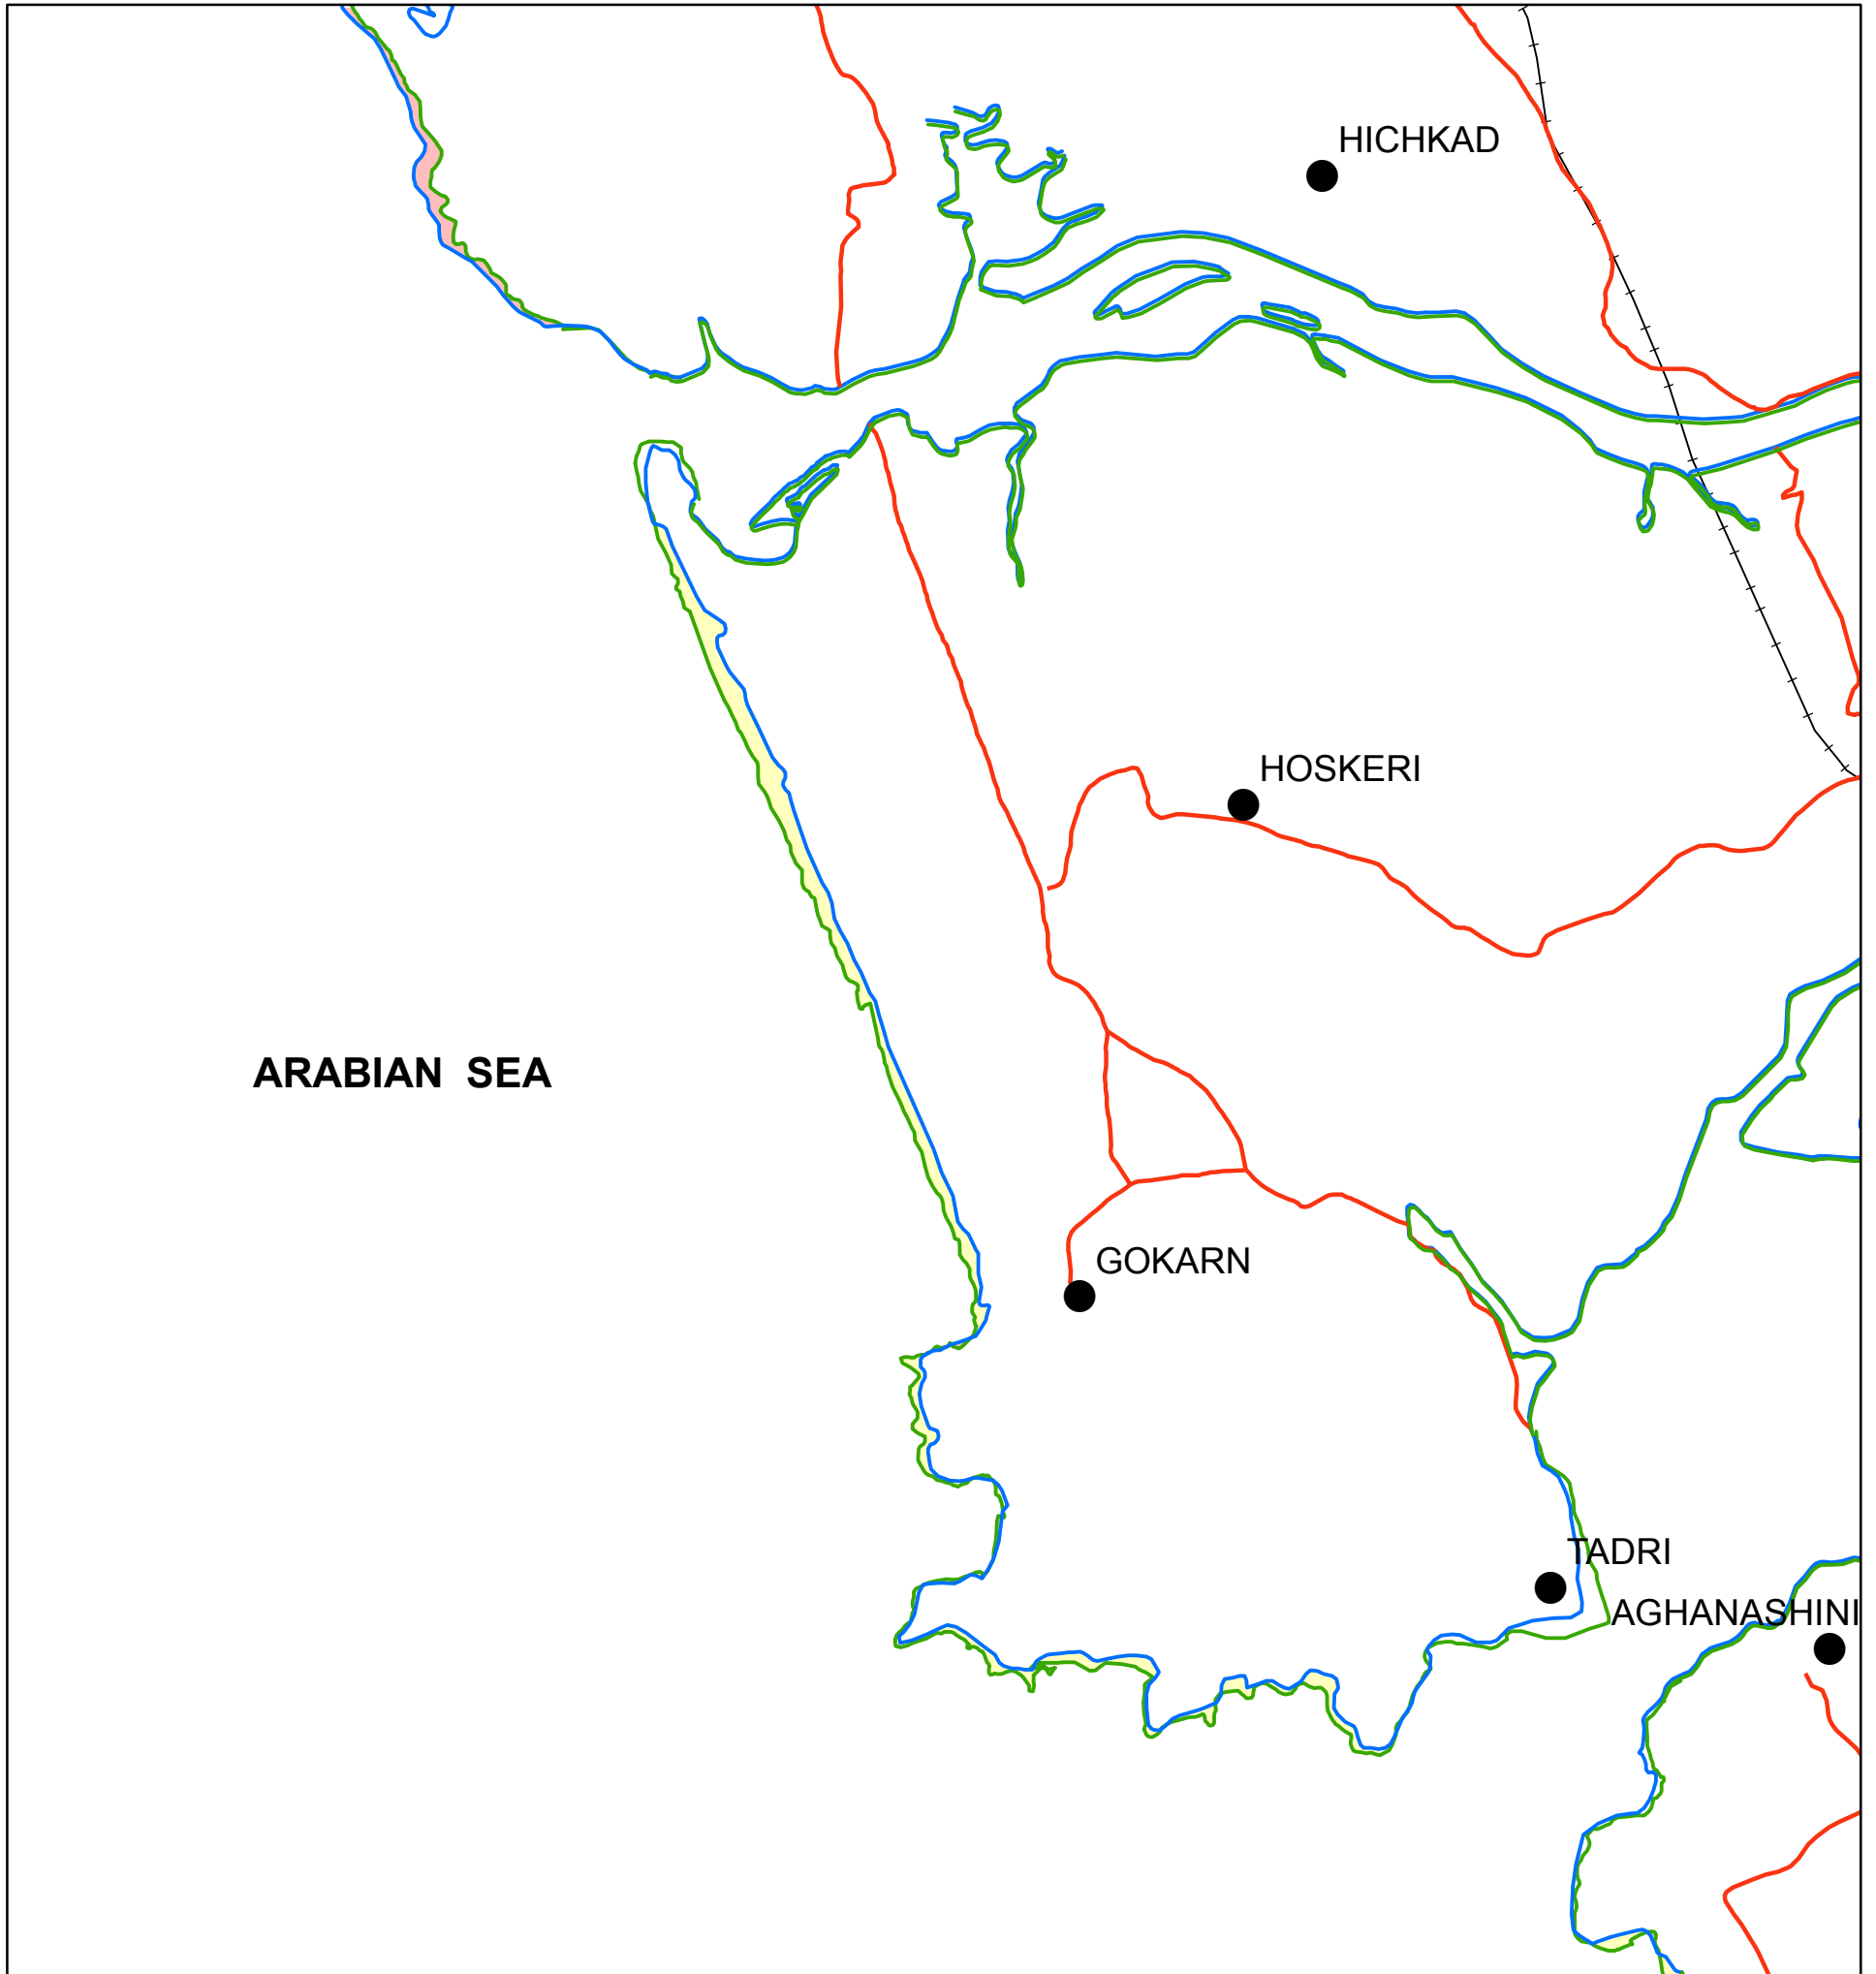 HICHKAD
HOSKERI
ARABIAN SEA
GOKARN
TADRI
AGHANASHINI